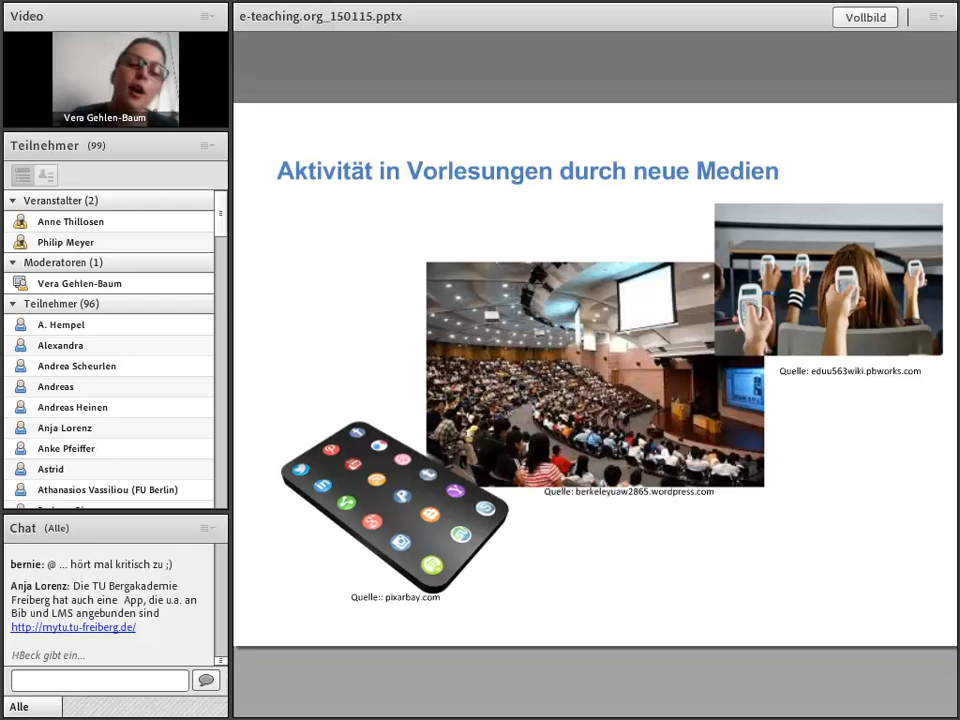 Video
Vera Gehlen-Baum
Teilnehmer (99)
Veranstalter (2)
Anne Thillosen
Philip Meyer
Moderatoren (1)
Vera Gehlen-Baum
Teilnehmer (96)
A. Hempel
Alexandra
Andrea Scheurlen
Andreas
Andreas Heinen
Anja Lorenz
Anke Pfeiffer
Astrid
Athanasios Vassiliou (FU Berlin)
Chat (Alle)
bernie: @ ... hört mal kritisch zu ;)
Anja Lorenz: Die TU Bergakademie
Freiberg hat auch eine App, die u.a. an
Bib und LMS angebunden sind
http://mytu.tu-freiberg.de/
HBeck gibt ein...
Alle
e-teaching.org_150115.pptx
Vollbild
Aktivität in Vorlesungen durch neue Medien
Quelle: eduu563wiki.pbworks.com
Quelle: berkeleyuaw2865.wordpress.com
Quelle:: pixarbay.com